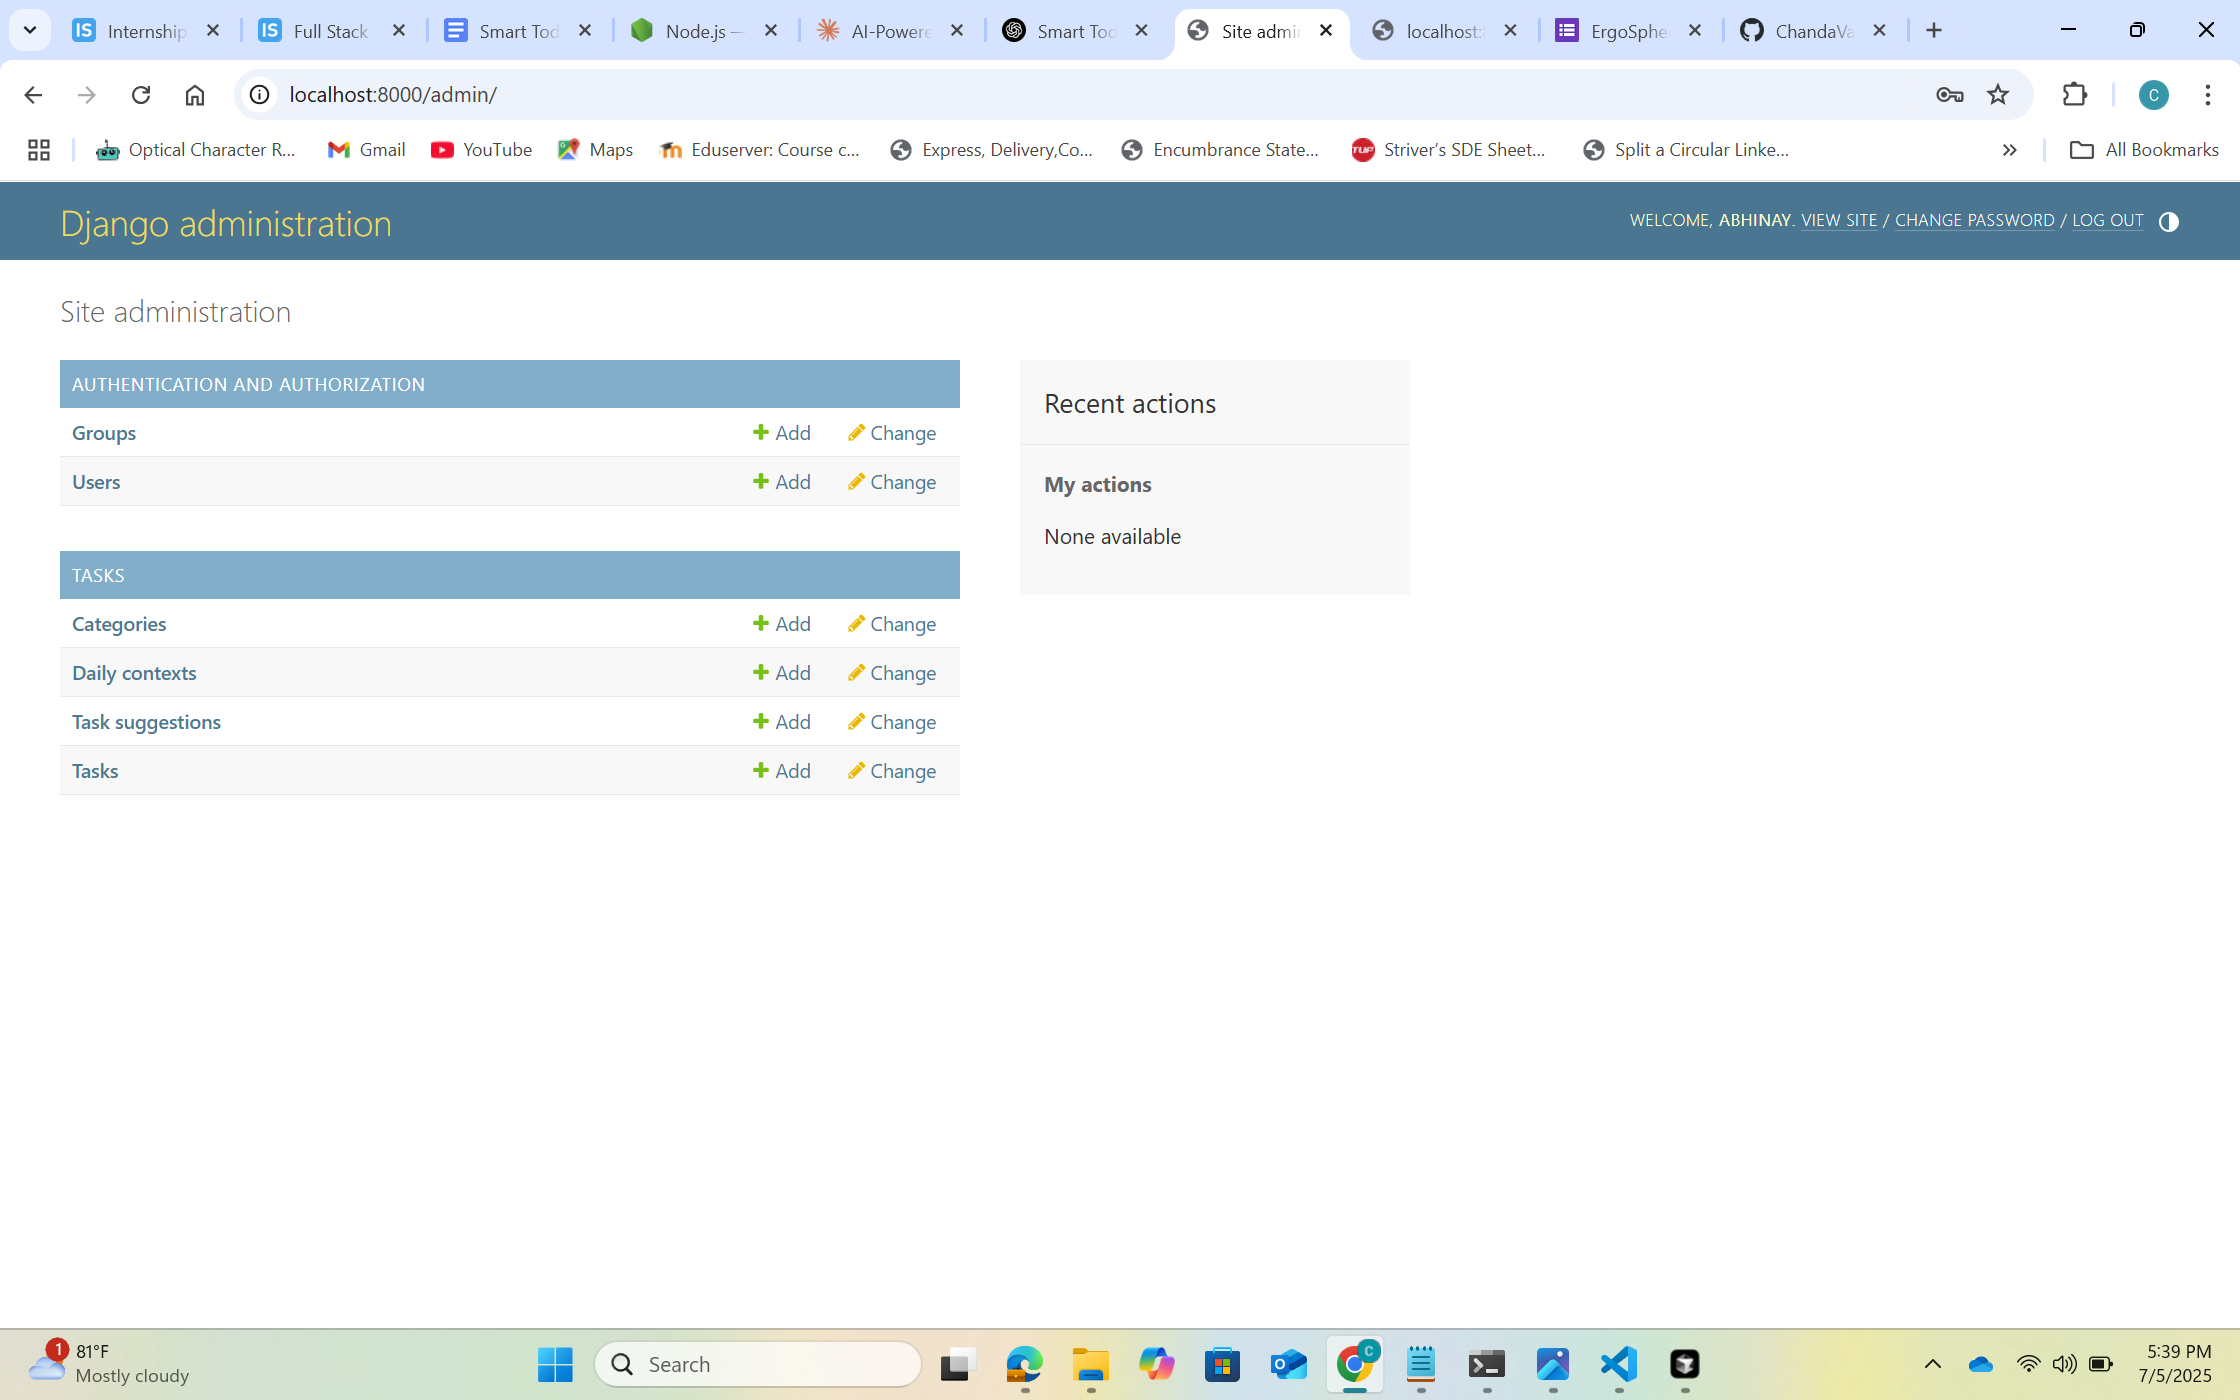 Internship
Full Stack
Smart Tod
Node.js —
AI-Powere
Smart Tod
Site admin
localhost:
ErgoSphe
ChandaVa
localhost:8000/admin/
C
Optical Character R...
Gmail
YouTube
Maps
Eduserver: Course c...
Express, Delivery,Co...
Encumbrance State...
Striver's SDE Sheet...
Split a Circular Linke...
All Bookmarks
Django administration
WELCOME, ABHINAY. VIEW SITE / CHANGE PASSWORD / LOG OUT
Site administration
AUTHENTICATION AND AUTHORIZATION
Groups Add Change
Users Add Change
TASKS
Categories Add Change
Daily contexts Add Change
Task suggestions Add Change
Tasks Add Change
Recent actions
My actions
None available
1
81°F
Mostly cloudy
Search
C
5:39 PM
7/5/2025